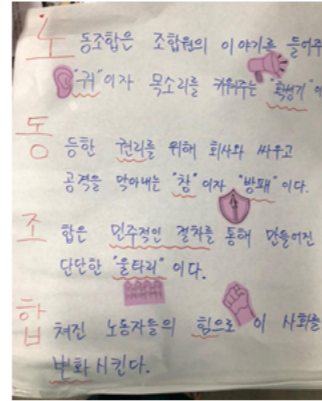 노동조합은 조합원의 이야기를 들어주
"귀"이자 목소리를 키워주는 "확성기"이
동등한 권리를 위해 회사와 싸우고
공격을 막아내는 "창"이자 "방패"이다.
조합은 민주적인 절차를 통해 만들어진
단단한 "울타리"이다.
합쳐진 노동자들의 힘으로 이 사회를
변화시킨다.